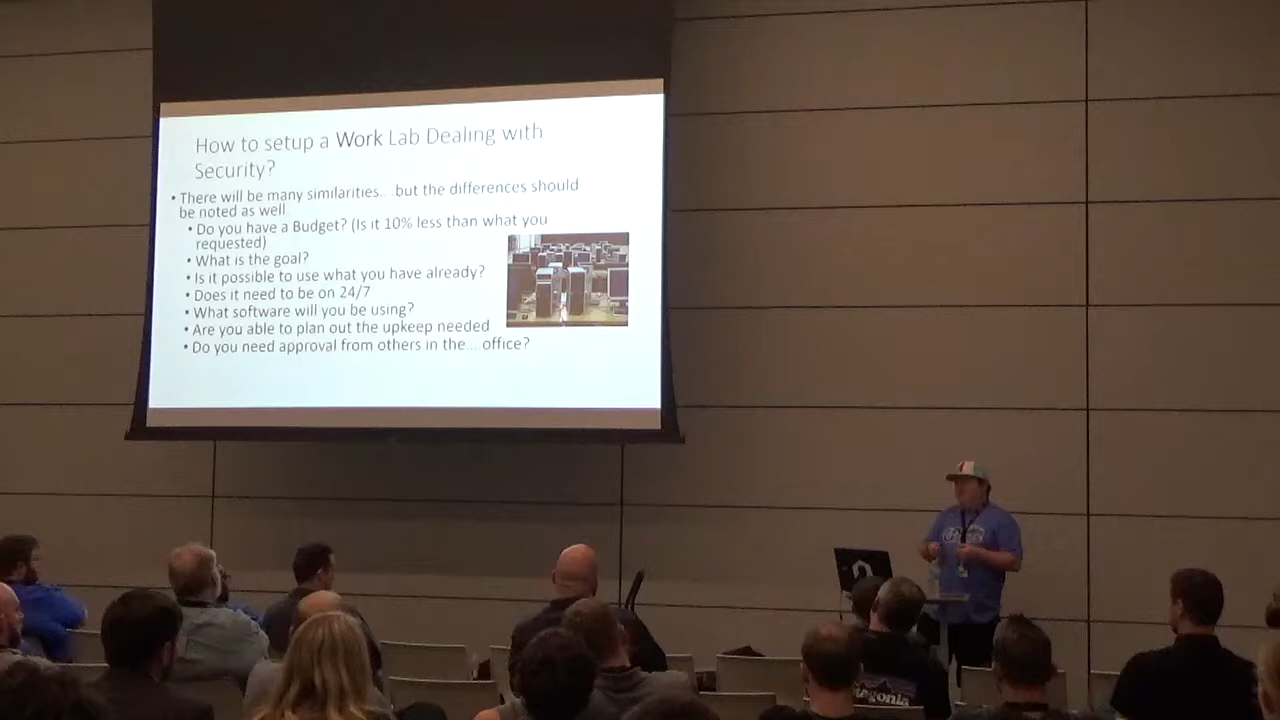 How to setup a Work Lab Dealing with
Security?
• There will be many similarities... but the differences should
be noted as well
• Do you have a Budget? (Is it 10% less than what you
requested)
• What is the goal?
• Is it possible to use what you have already?
• Does it need to be on 24/7
• What software will you be using?
• Are you able to plan out the upkeep needed
• Do you need approval from others in the... office?